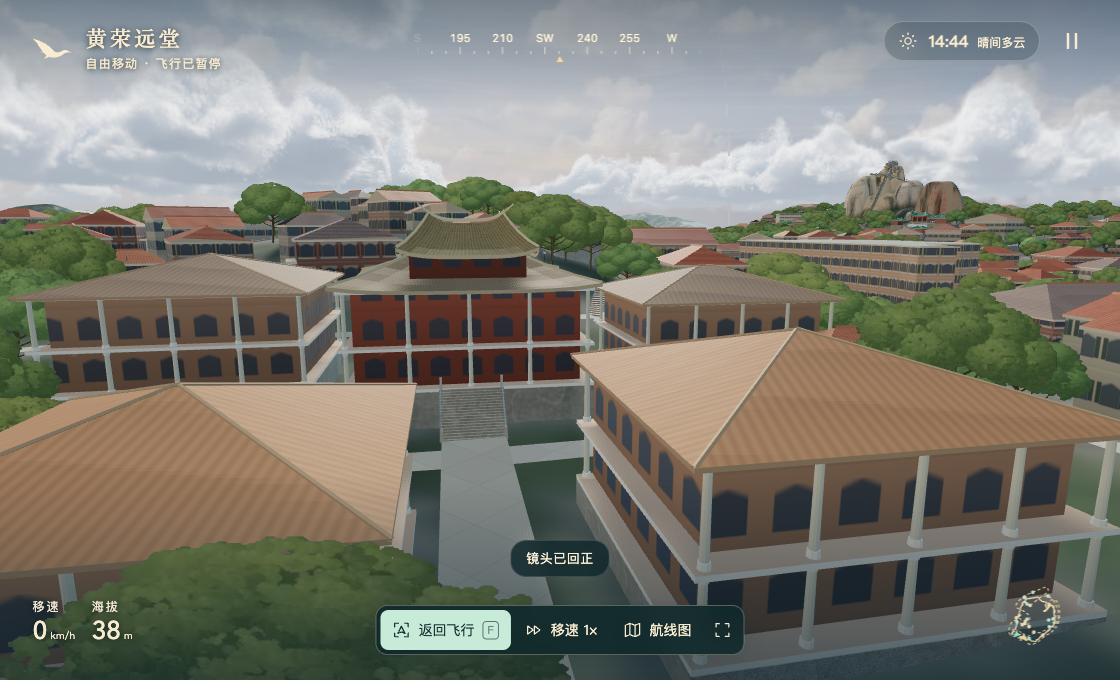 黄荣远堂
自由移动 · 飞行已暂停
S 195 210 SW 240 255 W
14:44 晴间多云
镜头已回正
移速 海拔
0 km/h 38 m
返回飞行 F 移速 1× 航线图